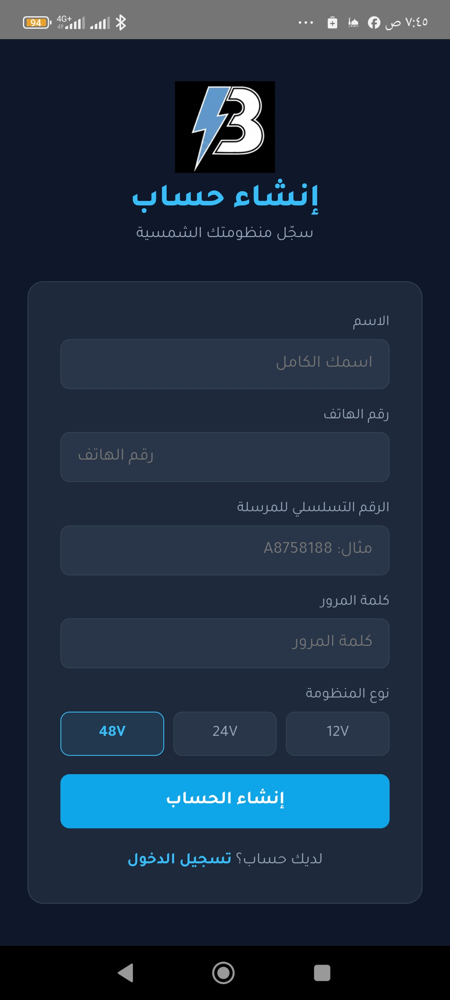 94 4G+ ٧:٤٥ ص
B
إنشاء حساب
سجّل منظومتك الشمسية
الاسم
اسمك الكامل
رقم الهاتف
رقم الهاتف
الرقم التسلسلي للمرسلة
مثال: A8758188
كلمة المرور
كلمة المرور
نوع المنظومة
12V 24V 48V
إنشاء الحساب
لديك حساب؟ تسجيل الدخول